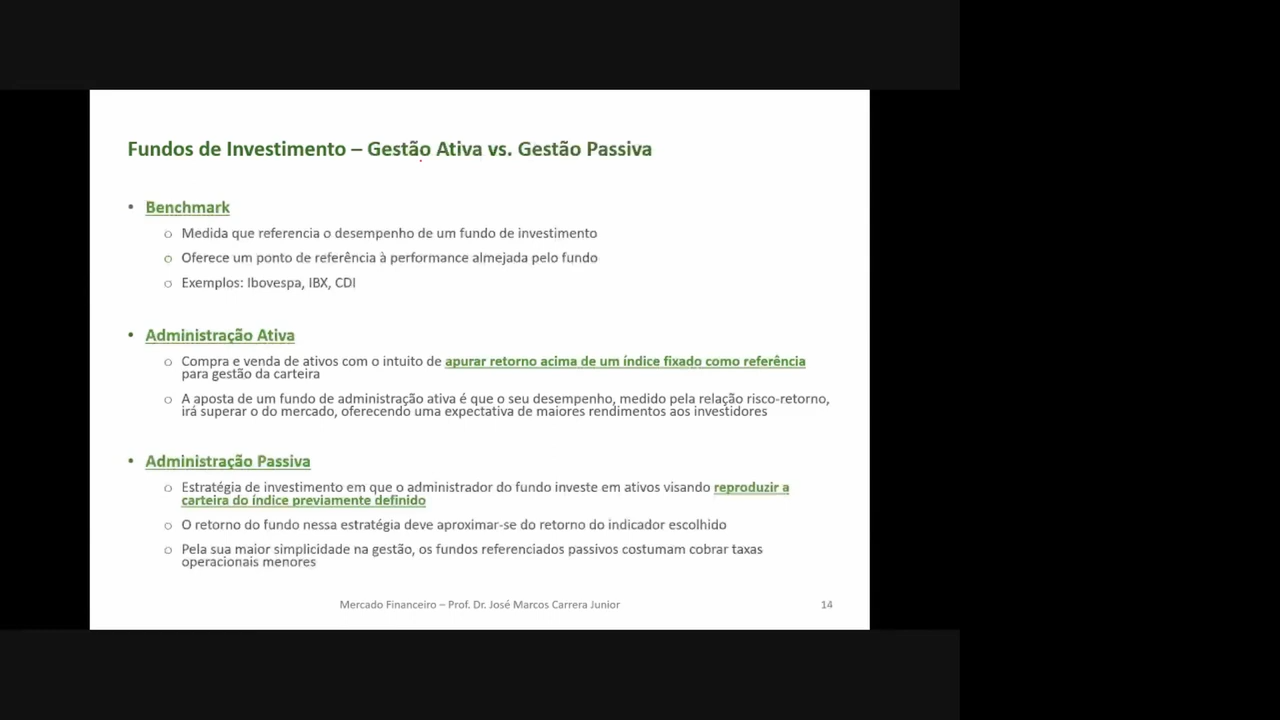 Fundos de Investimento – Gestão Ativa vs. Gestão Passiva
• Benchmark
o Medida que referencia o desempenho de um fundo de investimento
o Oferece um ponto de referência à performance almejada pelo fundo
o Exemplos: Ibovespa, IBX, CDI
• Administração Ativa
o Compra e venda de ativos com o intuito de apurar retorno acima de um índice fixado como referência
para gestão da carteira
o A aposta de um fundo de administração ativa é que o seu desempenho, medido pela relação risco-retorno,
irá superar o do mercado, oferecendo uma expectativa de maiores rendimentos aos investidores
• Administração Passiva
o Estratégia de investimento em que o administrador do fundo investe em ativos visando reproduzir a
carteira do índice previamente definido
o O retorno do fundo nessa estratégia deve aproximar-se do retorno do indicador escolhido
o Pela sua maior simplicidade na gestão, os fundos referenciados passivos costumam cobrar taxas
operacionais menores
Mercado Financeiro – Prof. Dr. José Marcos Carrera Junior
14